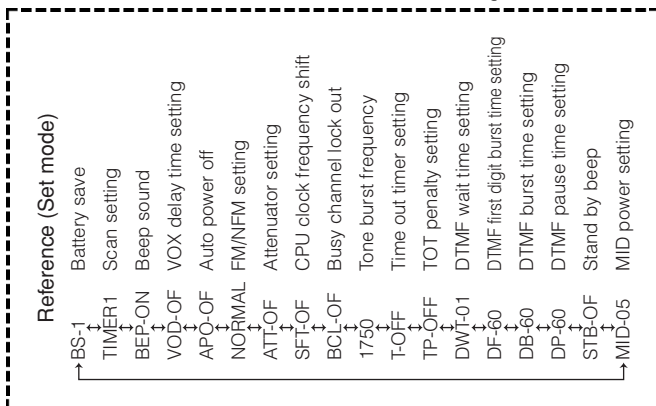 Reference (Set mode)
BS-1 Battery save
TIMER1 Scan setting
BEP-ON Beep sound
VOD-OF VOX delay time setting
APO-OF Auto power off
NORMAL FM/NFM setting
ATT-OF Attenuator setting
SFT-OF CPU clock frequency shift
BCL-OF Busy channel lock out
1750 Tone burst frequency
T-OFF Time out timer setting
TP-OFF TOT penalty setting
DWT-01 DTMF wait time setting
DF-60 DTMF first digit burst time setting
DB-60 DTMF burst time setting
DP-60 DTMF pause time setting
STB-OF Stand by beep
MID-05 MID power setting